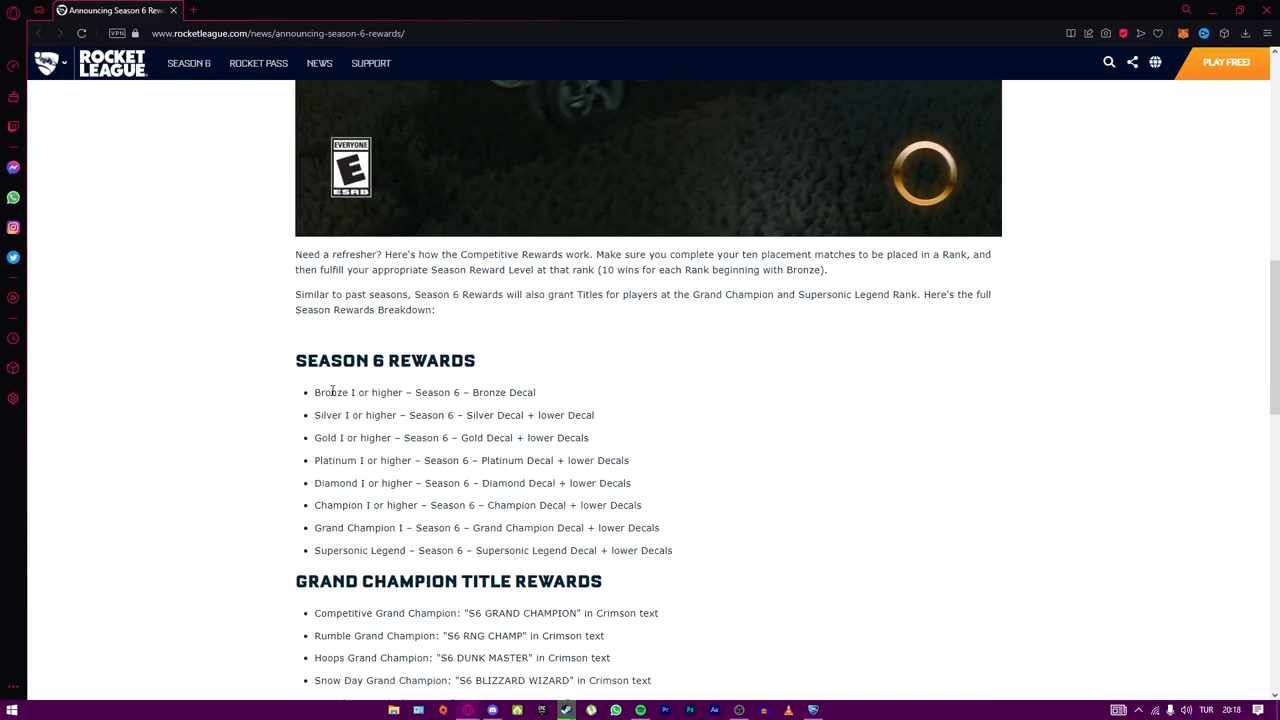 Announcing Season 6 Rewa
VPN
www.rocketleague.com/news/announcing-season-6-rewards/
ROCKET
LEAGUE
SEASON 6
ROCKET PASS
NEWS
SUPPORT
PLAY FREE!
EVERYONE
E
ESRB
Need a refresher? Here's how the Competitive Rewards work. Make sure you complete your ten placement matches to be placed in a Rank, and
then fulfill your appropriate Season Reward Level at that rank (10 wins for each Rank beginning with Bronze).
Similar to past seasons, Season 6 Rewards will also grant Titles for players at the Grand Champion and Supersonic Legend Rank. Here's the full
Season Rewards Breakdown:
SEASON 6 REWARDS
Bronze I or higher – Season 6 – Bronze Decal
Silver I or higher – Season 6 – Silver Decal + lower Decal
Gold I or higher – Season 6 – Gold Decal + lower Decals
Platinum I or higher – Season 6 – Platinum Decal + lower Decals
Diamond I or higher – Season 6 – Diamond Decal + lower Decals
Champion I or higher – Season 6 – Champion Decal + lower Decals
Grand Champion I – Season 6 – Grand Champion Decal + lower Decals
Supersonic Legend – Season 6 – Supersonic Legend Decal + lower Decals
GRAND CHAMPION TITLE REWARDS
Competitive Grand Champion: "S6 GRAND CHAMPION" in Crimson text
Rumble Grand Champion: "S6 RNG CHAMP" in Crimson text
Hoops Grand Champion: "S6 DUNK MASTER" in Crimson text
Snow Day Grand Champion: "S6 BLIZZARD WIZARD" in Crimson text
TUR
20:18